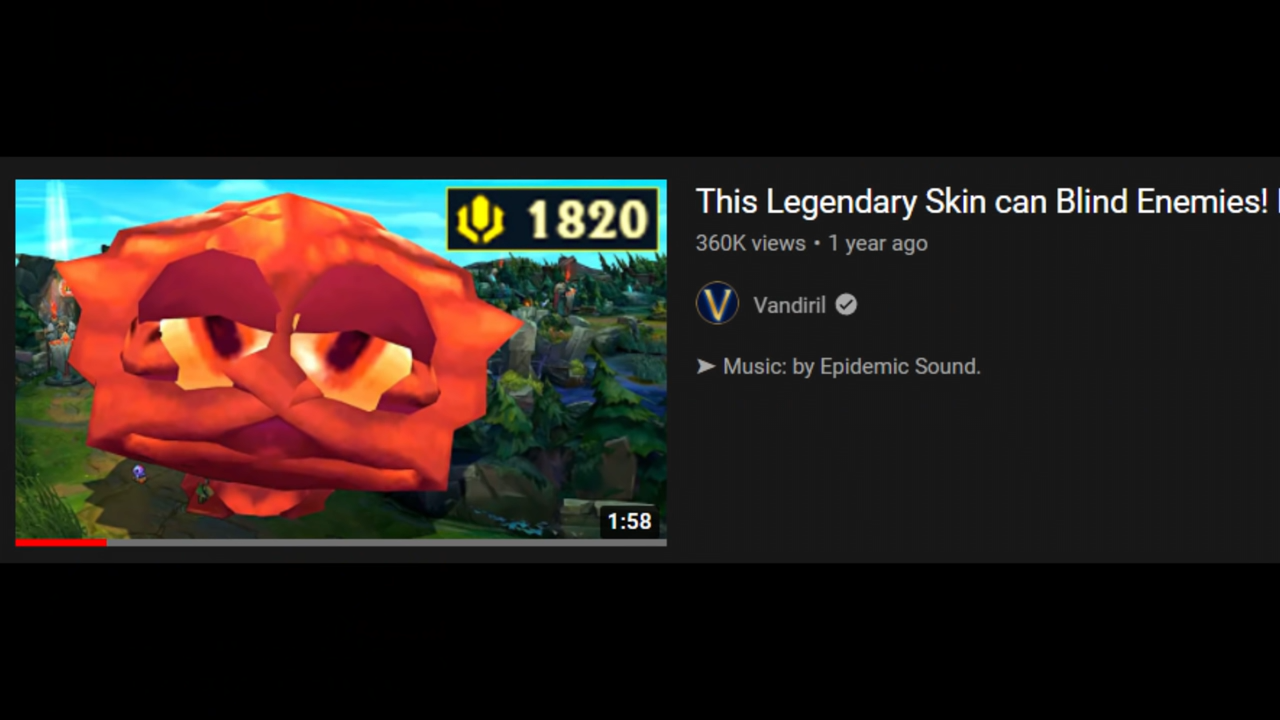 1820
1:58
This Legendary Skin can Blind Enemies!
360K views • 1 year ago
V
Vandiril
➤ Music: by Epidemic Sound.